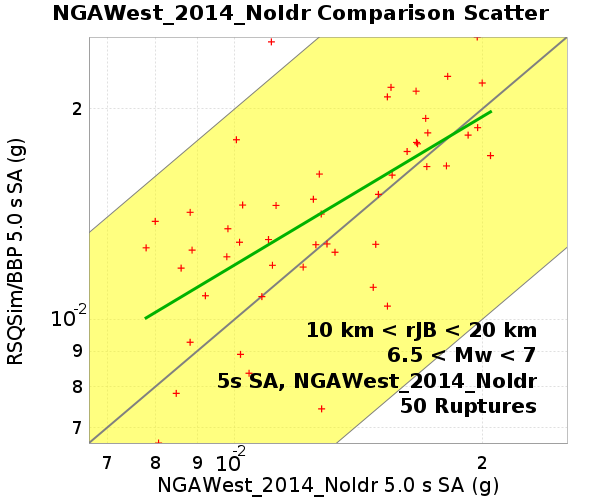 NGAWest_2014_NoIdr Comparison Scatter
RSQSim/BBP 5.0 s SA (g)
2
10-2
9
8
7
10 km < rJB < 20 km
6.5 < Mw < 7
5s SA, NGAWest_2014_NoIdr
50 Ruptures
7 8 9 10-2 2
NGAWest_2014_NoIdr 5.0 s SA (g)